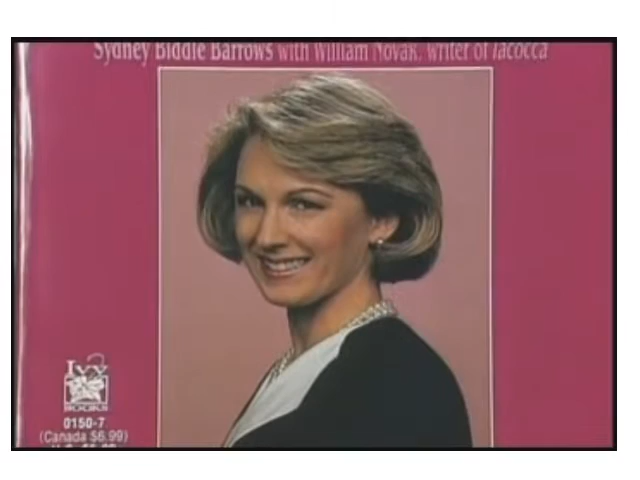 Sydney Biddle Barrows with William Novak, writer of Iacocca
Ivy
BOOKS
0150-7
(Canada $6.99)